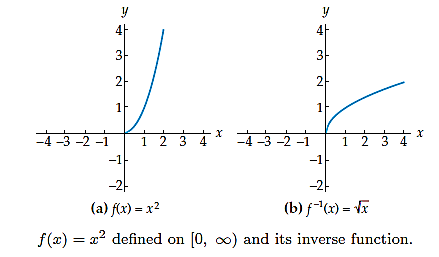 y y
4 4
3 3
2 2
1 1
−4 −3 −2 −1 1 2 3 4 x −4 −3 −2 −1 1 2 3 4 x
−1 −1
−2 −2
(a) f(x) = x² (b) f⁻¹(x) = √x
f(x) = x² defined on [0, ∞) and its inverse function.